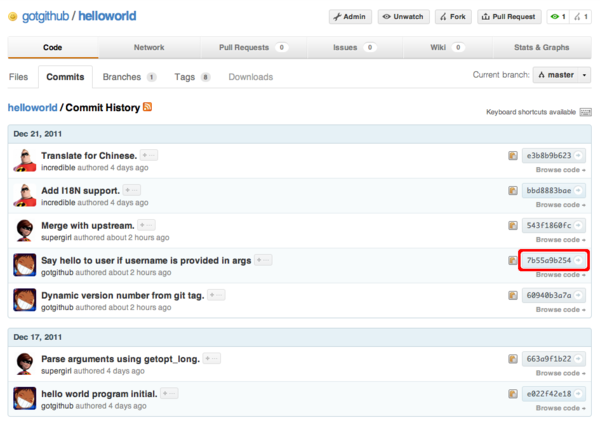 gotgithub / helloworld
Admin Unwatch Fork Pull Request 1 1
Code Network Pull Requests 0 Issues 0 Wiki 0 Stats & Graphs
Files Commits Branches 1 Tags 8 Downloads Current branch: master
helloworld / Commit History
Keyboard shortcuts available
Dec 21, 2011
Translate for Chinese.
incredible authored 4 days ago
e3b8b9b623
Browse code
Add I18N support.
incredible authored 4 days ago
bbd8883bae
Browse code
Merge with upstream.
supergirl authored about 2 hours ago
543f1860fc
Browse code
Say hello to user if username is provided in args
gotgithub authored about 2 hours ago
7b55a9b254
Browse code
Dynamic version number from git tag.
gotgithub authored about 2 hours ago
60940b3a7a
Browse code
Dec 17, 2011
Parse arguments using getopt_long.
supergirl authored 4 days ago
663a9f1b22
Browse code
hello world program initial.
gotgithub authored 4 days ago
e022f42e18
Browse code